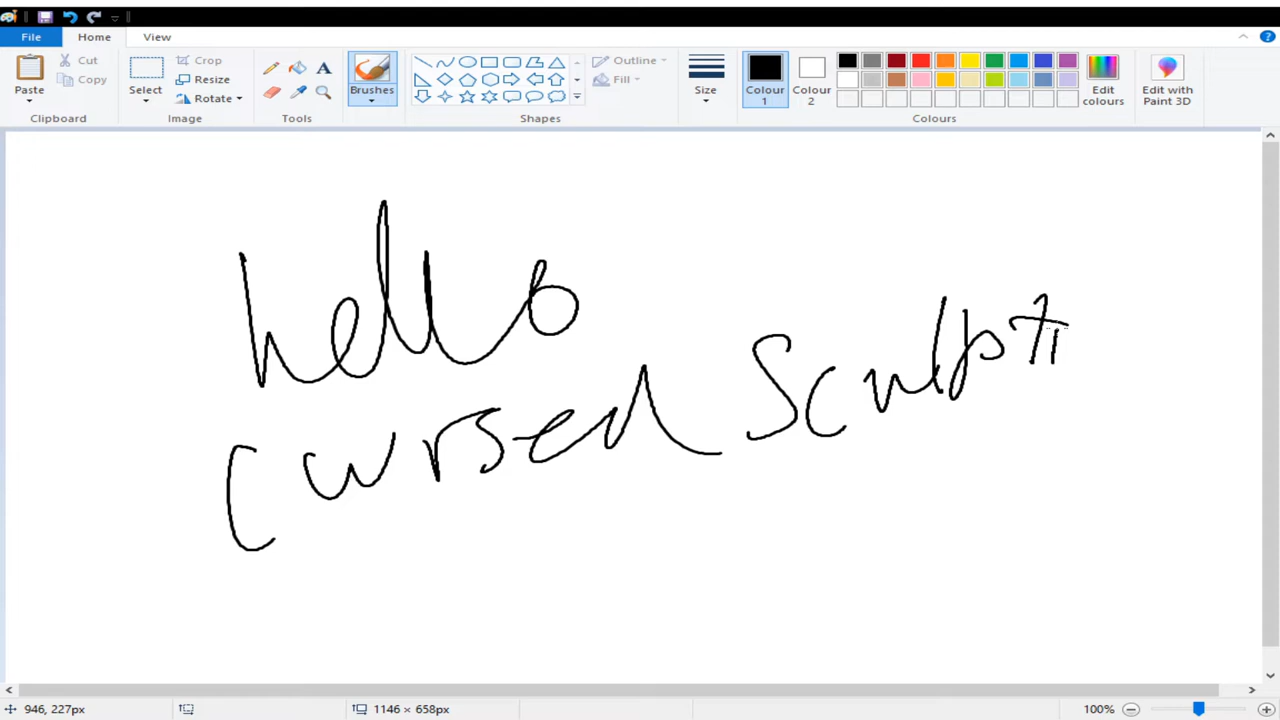 File Home View
Cut
Copy
Paste
Clipboard
Crop
Resize
Rotate
Select
Image
Tools
Brushes
Outline
Fill
Shapes
Size
Colour 1
Colour 2
Colours
Edit colours
Edit with Paint 3D
hello
cursed Sculpti
946, 227px
1146 × 658px
100%